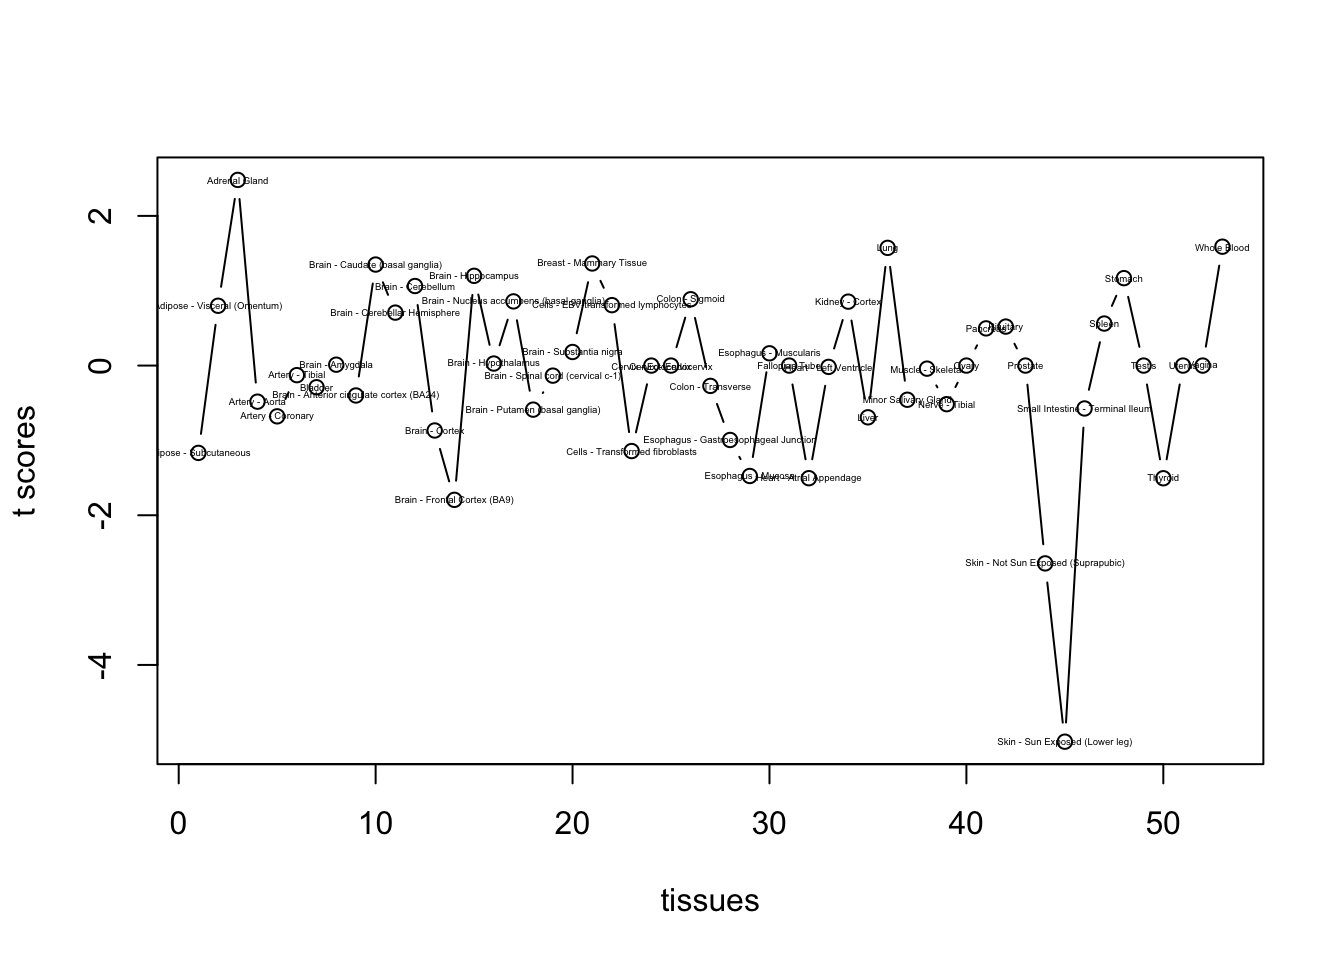 Adrenal Gland
Whole Blood
Lung
Breast - Mammary Tissue
Brain - Caudate (basal ganglia)
Brain - Hippocampus
Stomach
Brain - Cerebellum
Colon - Sigmoid
Brain - Nucleus accumbens (basal ganglia)
Kidney - Cortex
Adipose - Visceral (Omentum)
Cells - EBV-transformed lymphocytes
Brain - Cerebellar Hemisphere
Spleen
Pituitary
Pancreas
Brain - Substantia nigra
Esophagus - Muscularis
Brain - Amygdala
Brain - Hypothalamus
Fallopian Tube
Left Ventricle
Ovary
Prostate
Testis
Uterus
Vagina
Muscle - Skeletal
Artery - Tibial
Brain - Spinal cord (cervical c-1)
Bladder
Colon - Transverse
Brain - Anterior cingulate cortex (BA24)
Artery - Aorta
Minor Salivary Gland
Nerve - Tibial
Brain - Putamen (basal ganglia)
Small Intestine - Terminal Ileum
Artery - Coronary
Liver
Brain - Cortex
Esophagus - Gastroesophageal Junction
Subcutaneous
Cells - Transformed fibroblasts
Esophagus - Mucosa
Heart - Atrial Appendage
Thyroid
Brain - Frontal Cortex (BA9)
Skin - Not Sun Exposed (Suprapubic)
Skin - Sun Exposed (Lower leg)
2
0
-2
-4
t scores
0 10 20 30 40 50
tissues